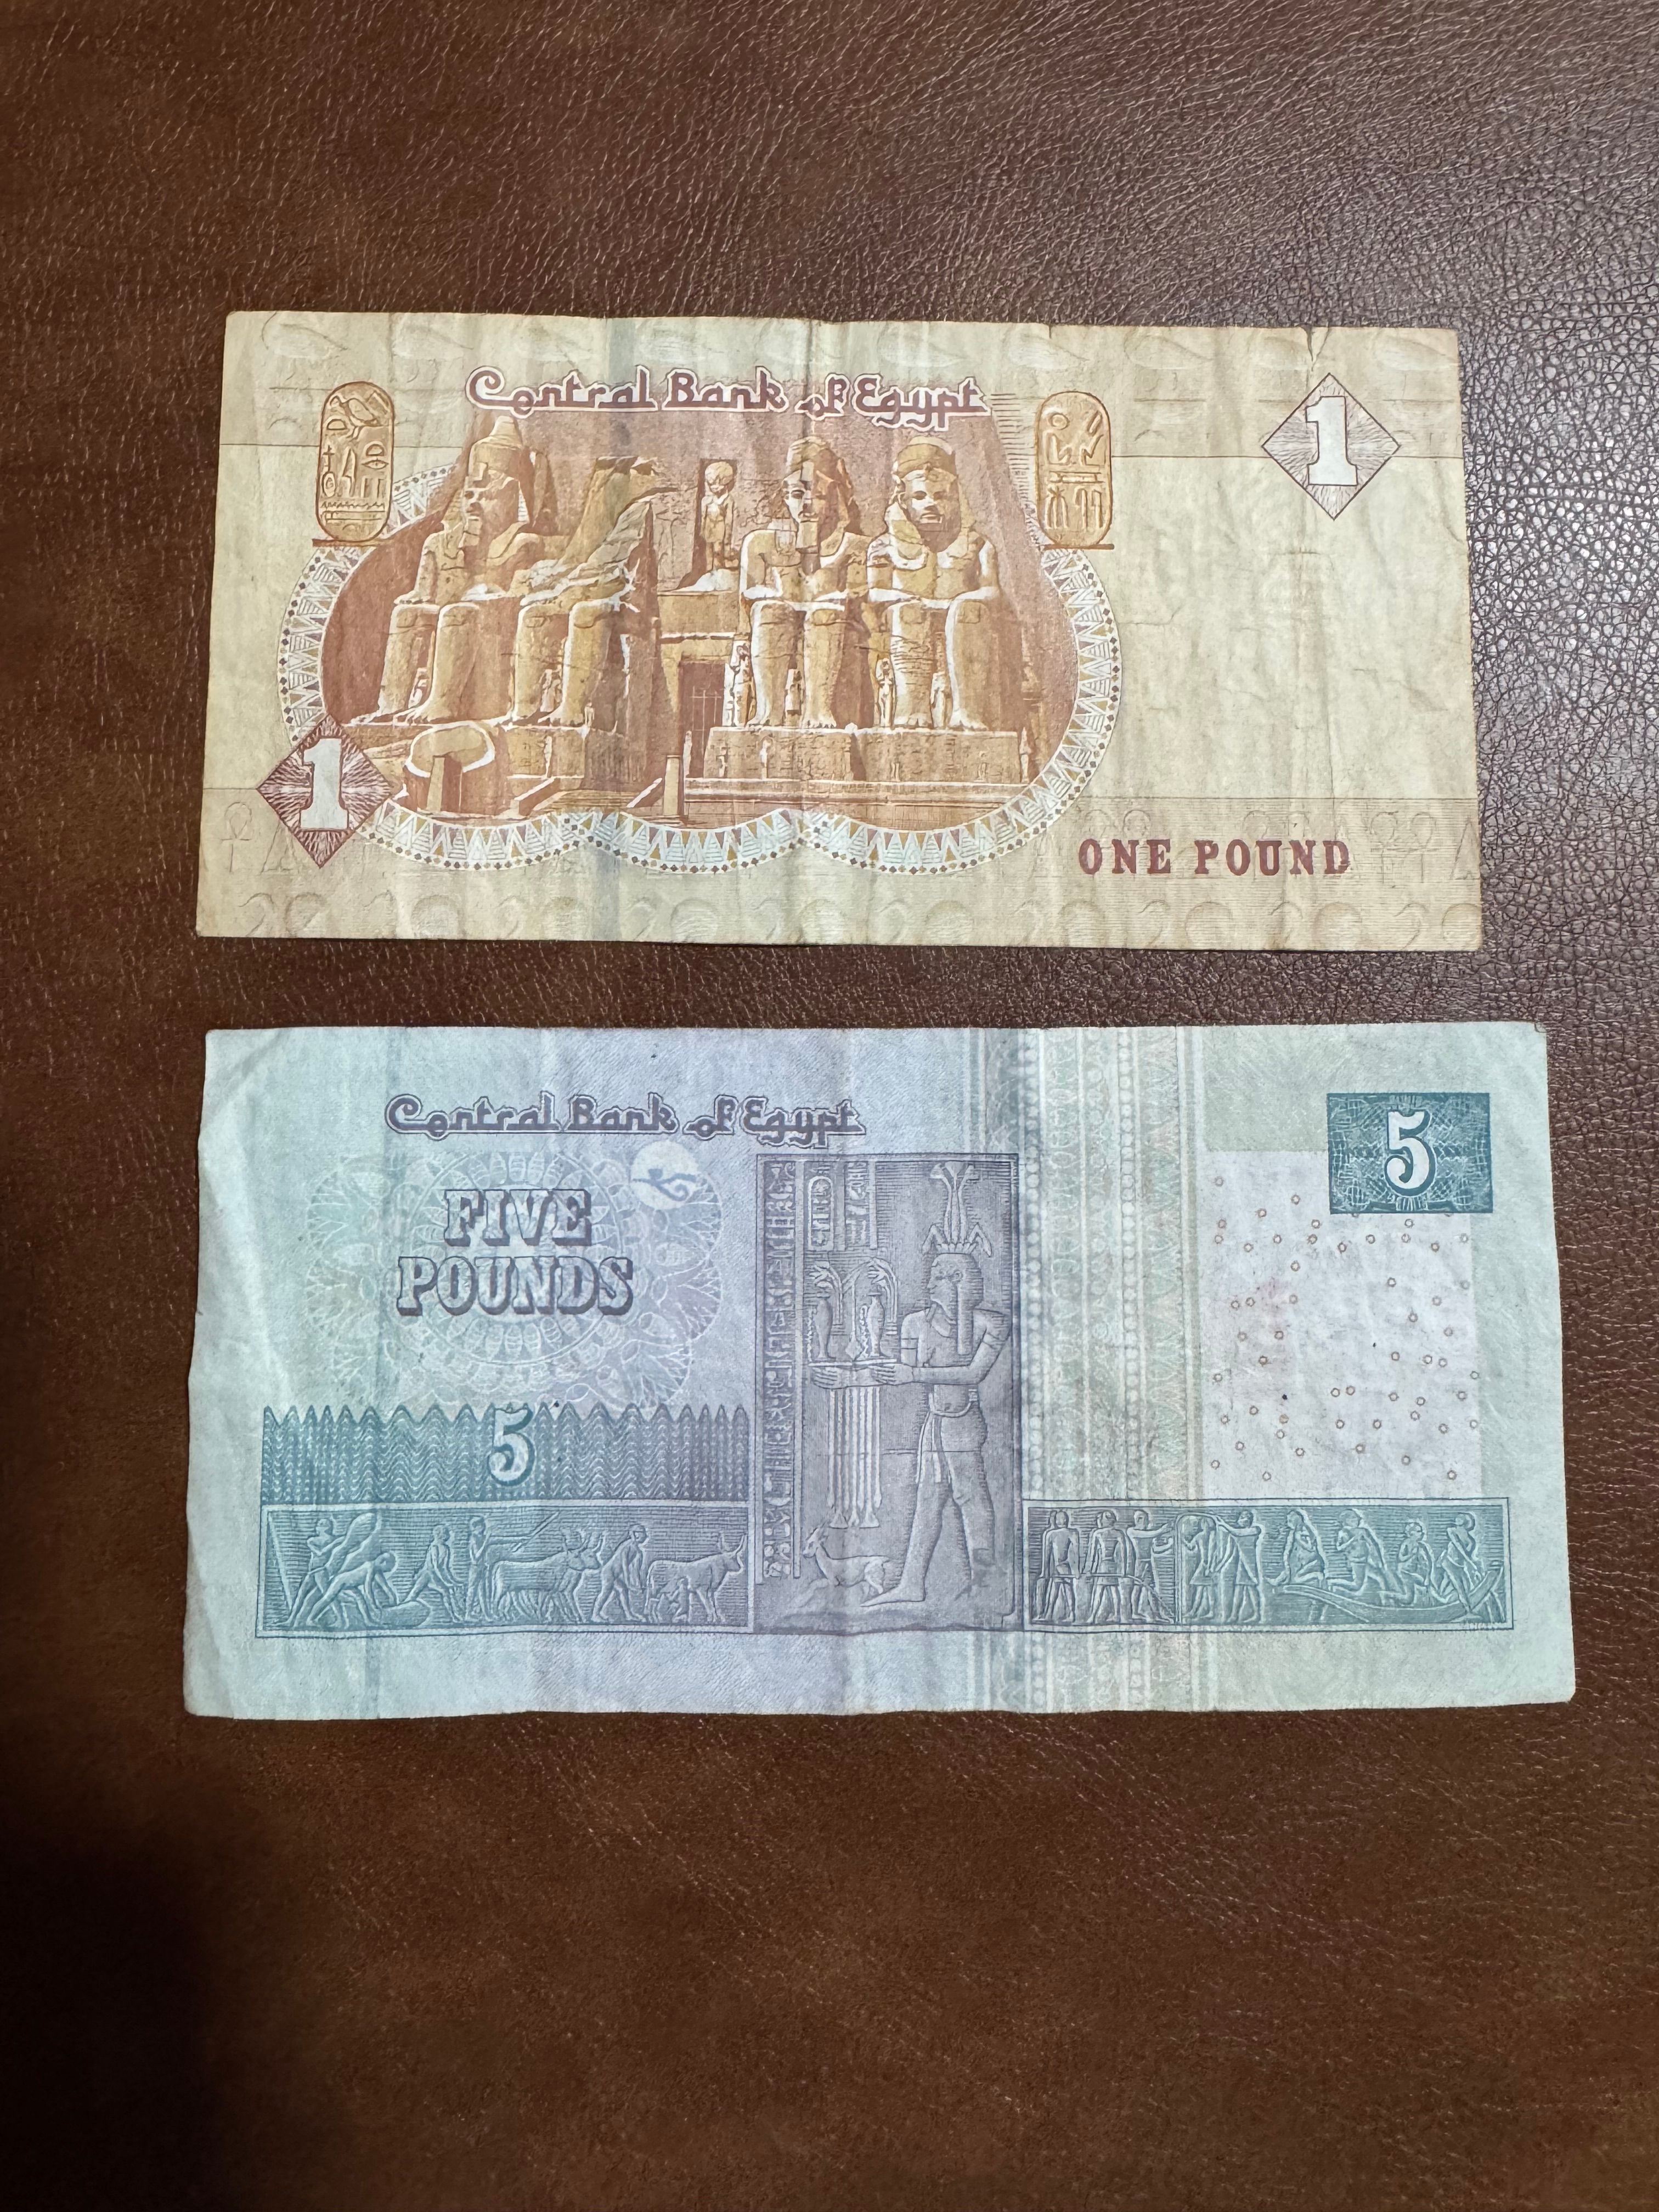 Central Bank of Egypt
1
1
ONE POUND
Central Bank of Egypt
5
FIVE
POUNDS
5